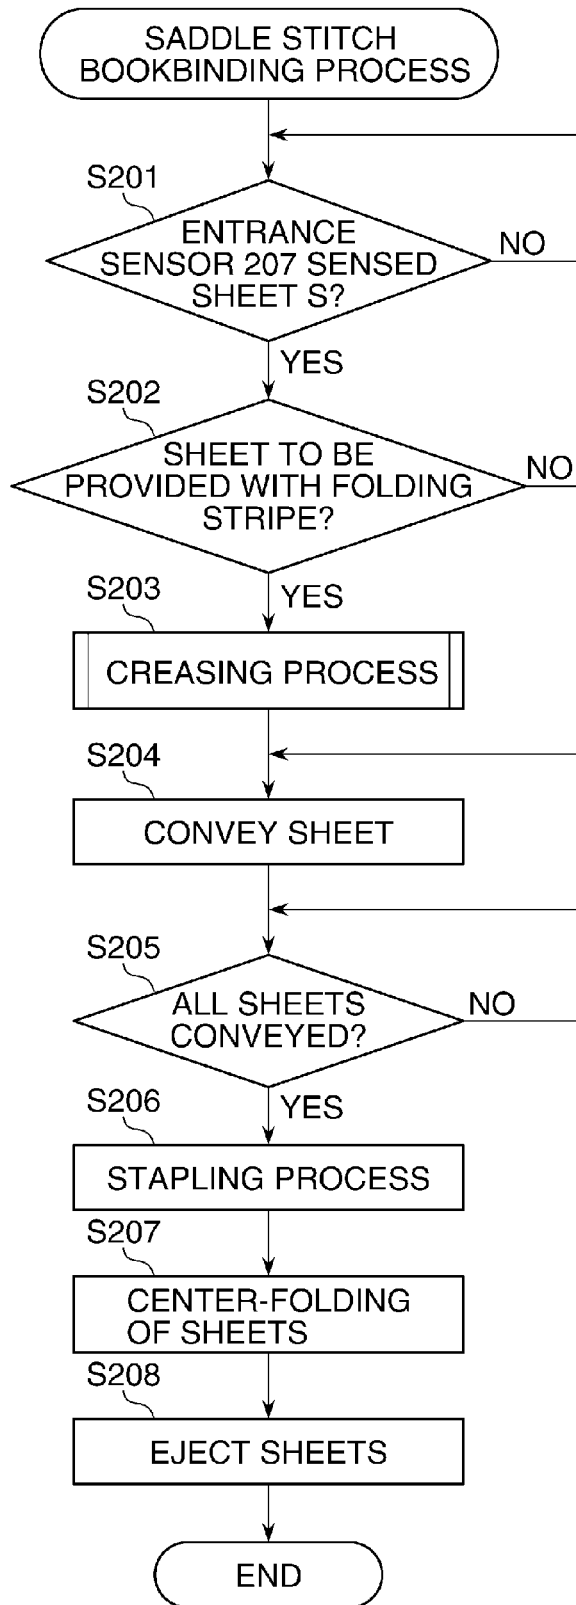 SADDLE STITCH
BOOKBINDING PROCESS
S201
ENTRANCE
SENSOR 207 SENSED
SHEET S?
NO
YES
S202
SHEET TO BE
PROVIDED WITH FOLDING
STRIPE?
NO
YES
S203
CREASING PROCESS
S204
CONVEY SHEET
S205
ALL SHEETS
CONVEYED?
NO
YES
S206
STAPLING PROCESS
S207
CENTER-FOLDING
OF SHEETS
S208
EJECT SHEETS
END